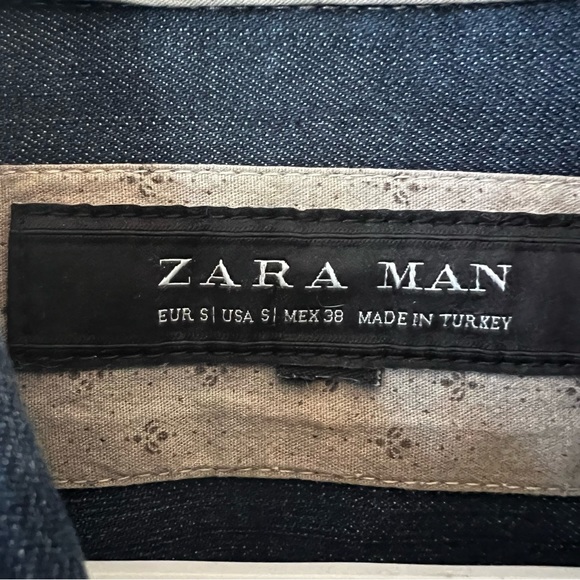 ZARA MAN
EUR S| USA S| MEX 38 MADE IN TURKEY